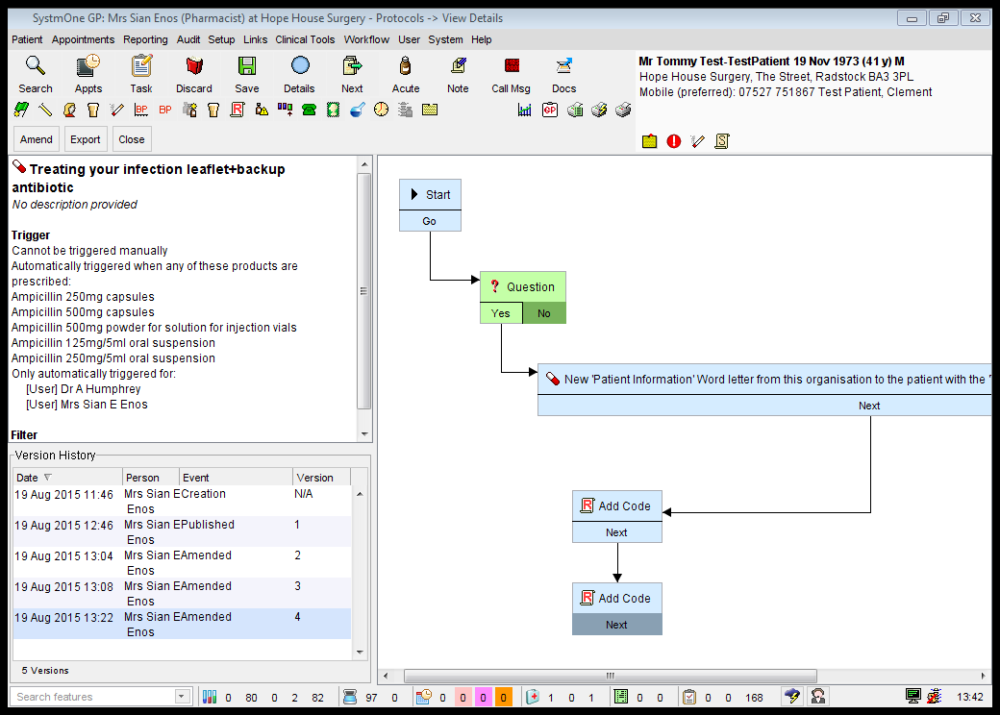 SystmOne GP: Mrs Sian Enos (Pharmacist) at Hope House Surgery - Protocols -> View Details
Patient Appointments Reporting Audit Setup Links Clinical Tools Workflow User System Help
Search Appts Task Discard Save Details Next Acute Note Call Msg Docs
Mr Tommy Test-TestPatient 19 Nov 1973 (41 y) M
Hope House Surgery, The Street, Radstock BA3 3PL
Mobile (preferred): 07527 751867 Test Patient, Clement
BP BP R GP
Amend Export Close
Treating your infection leaflet+backup
antibiotic
No description provided
Trigger
Cannot be triggered manually
Automatically triggered when any of these products are
prescribed:
Ampicillin 250mg capsules
Ampicillin 500mg capsules
Ampicillin 500mg powder for solution for injection vials
Ampicillin 125mg/5ml oral suspension
Ampicillin 250mg/5ml oral suspension
Only automatically triggered for:
[User] Dr A Humphrey
[User] Mrs Sian E Enos
Filter
Version History
Date Person Event Version
19 Aug 2015 11:46 Mrs Sian E Creation N/A
Enos
19 Aug 2015 12:46 Mrs Sian E Published 1
Enos
19 Aug 2015 13:04 Mrs Sian E Amended 2
Enos
19 Aug 2015 13:08 Mrs Sian E Amended 3
Enos
19 Aug 2015 13:22 Mrs Sian E Amended 4
Enos
5 Versions
Start
Go
? Question
Yes No
New 'Patient Information' Word letter from this organisation to the patient with the '
Next
R Add Code
Next
R Add Code
Next
Search features 0 80 0 2 82 97 0 0 0 0 0 1 0 1 0 0 0 0 168 13:42